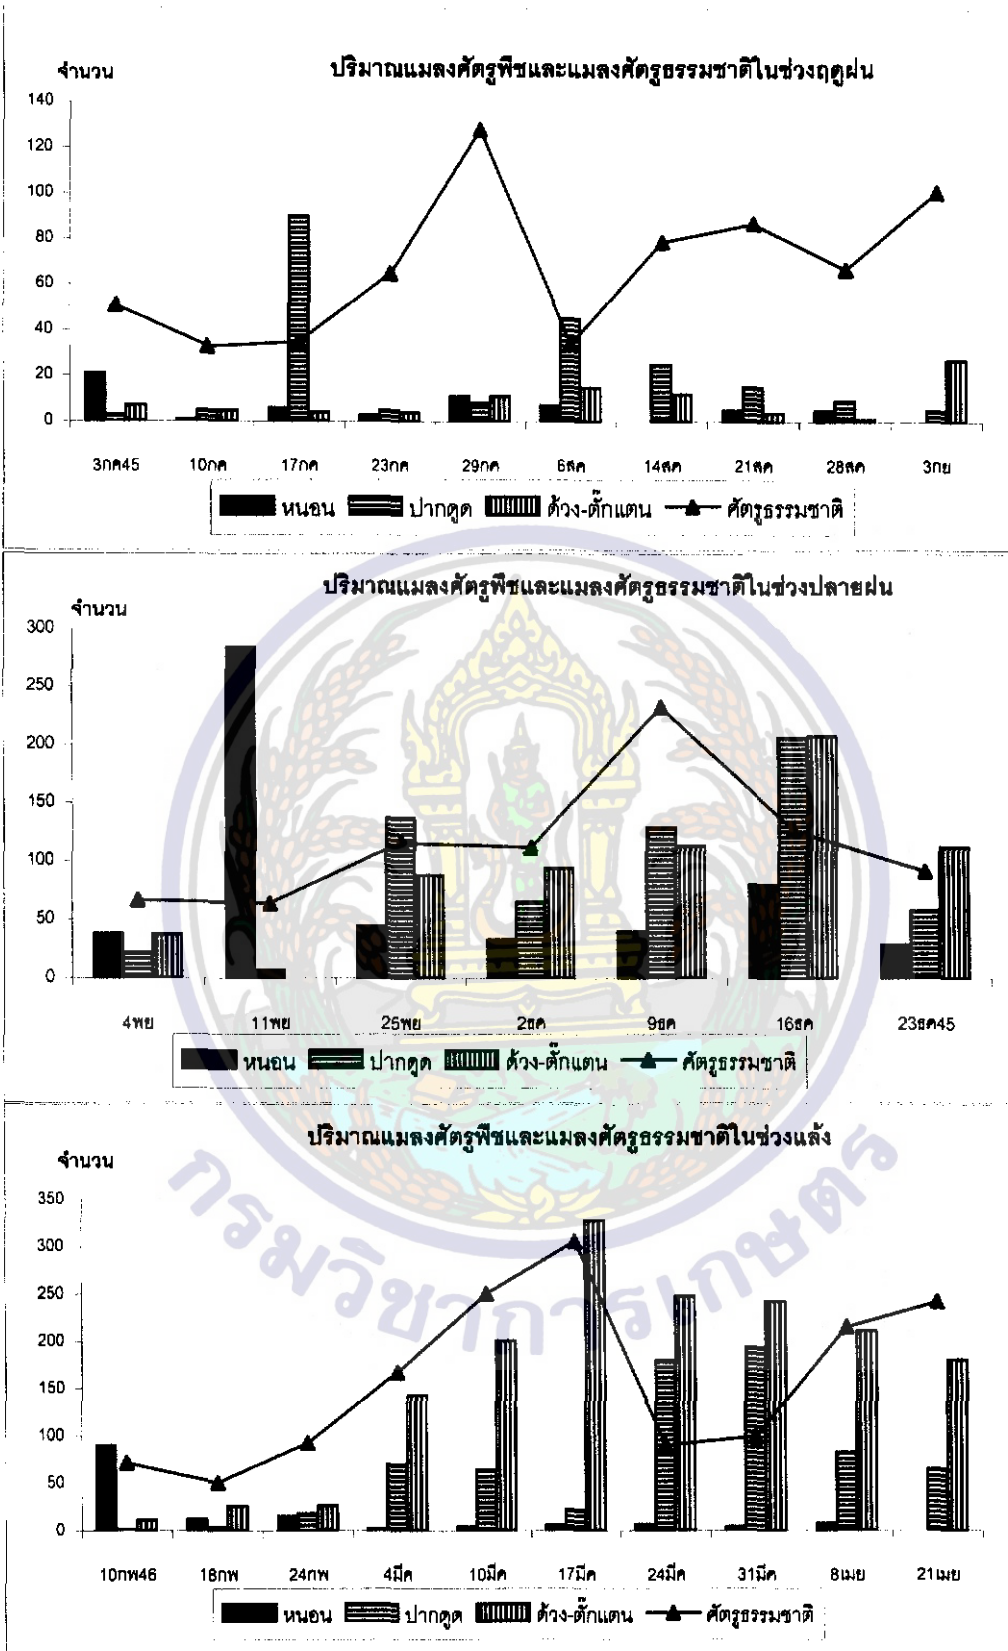 ปริมาณแมลงศัตรูพืชและแมลงศัตรูธรรมชาติในช่วงฤดูฝน
จำนวน
140
120
100
80
60
40
20
0
3กค45 10กค 17กค 23กค 29กค 6สค 14สค 21สค 28สค 3กย
หนอน ปากดูด ด้วง-ตั๊กแตน ศัตรูธรรมชาติ
ปริมาณแมลงศัตรูพืชและแมลงศัตรูธรรมชาติในช่วงปลายฝน
จำนวน
300
250
200
150
100
50
0
4พย 11พย 25พย 2ธค 9ธค 16ธค 23ธค45
หนอน ปากดูด ด้วง-ตั๊กแตน ศัตรูธรรมชาติ
ปริมาณแมลงศัตรูพืชและแมลงศัตรูธรรมชาติในช่วงแล้ง
จำนวน
350
300
250
200
150
100
50
0
10กพ46 18กพ 24กพ 4มีค 10มีค 17มีค 24มีค 31มีค 8เมย 21เมย
หนอน ปากดูด ด้วง-ตั๊กแตน ศัตรูธรรมชาติ
กรมวิชาการเกษตร